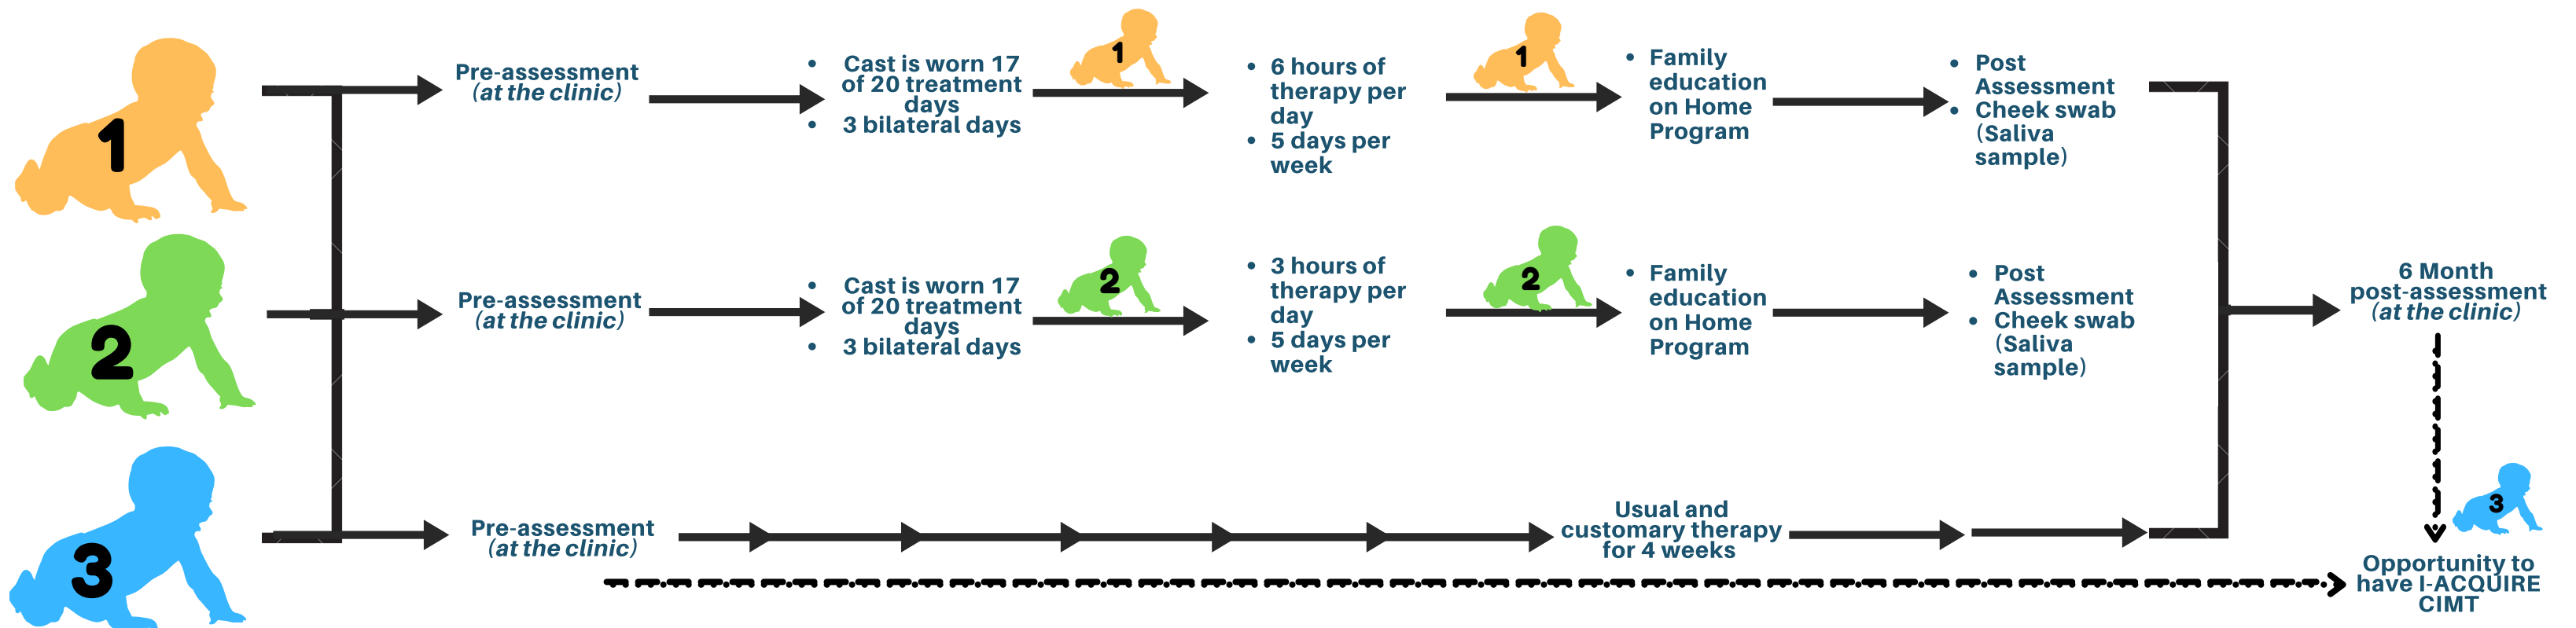 1
Pre-assessment
(at the clinic)
• Cast is worn 17
of 20 treatment
days
• 3 bilateral days
1
• 6 hours of
therapy per
day
• 5 days per
week
1
• Family
education
on Home
Program
• Post
Assessment
• Cheek swab
(Saliva
sample)
2
Pre-assessment
(at the clinic)
• Cast is worn 17
of 20 treatment
days
• 3 bilateral days
2
• 3 hours of
therapy per
day
• 5 days per
week
2
• Family
education
on Home
Program
• Post
Assessment
• Cheek swab
(Saliva
sample)
6 Month
post-assessment
(at the clinic)
3
Pre-assessment
(at the clinic)
Usual and
customary therapy
for 4 weeks
3
Opportunity to
have I-ACQUIRE
CIMT